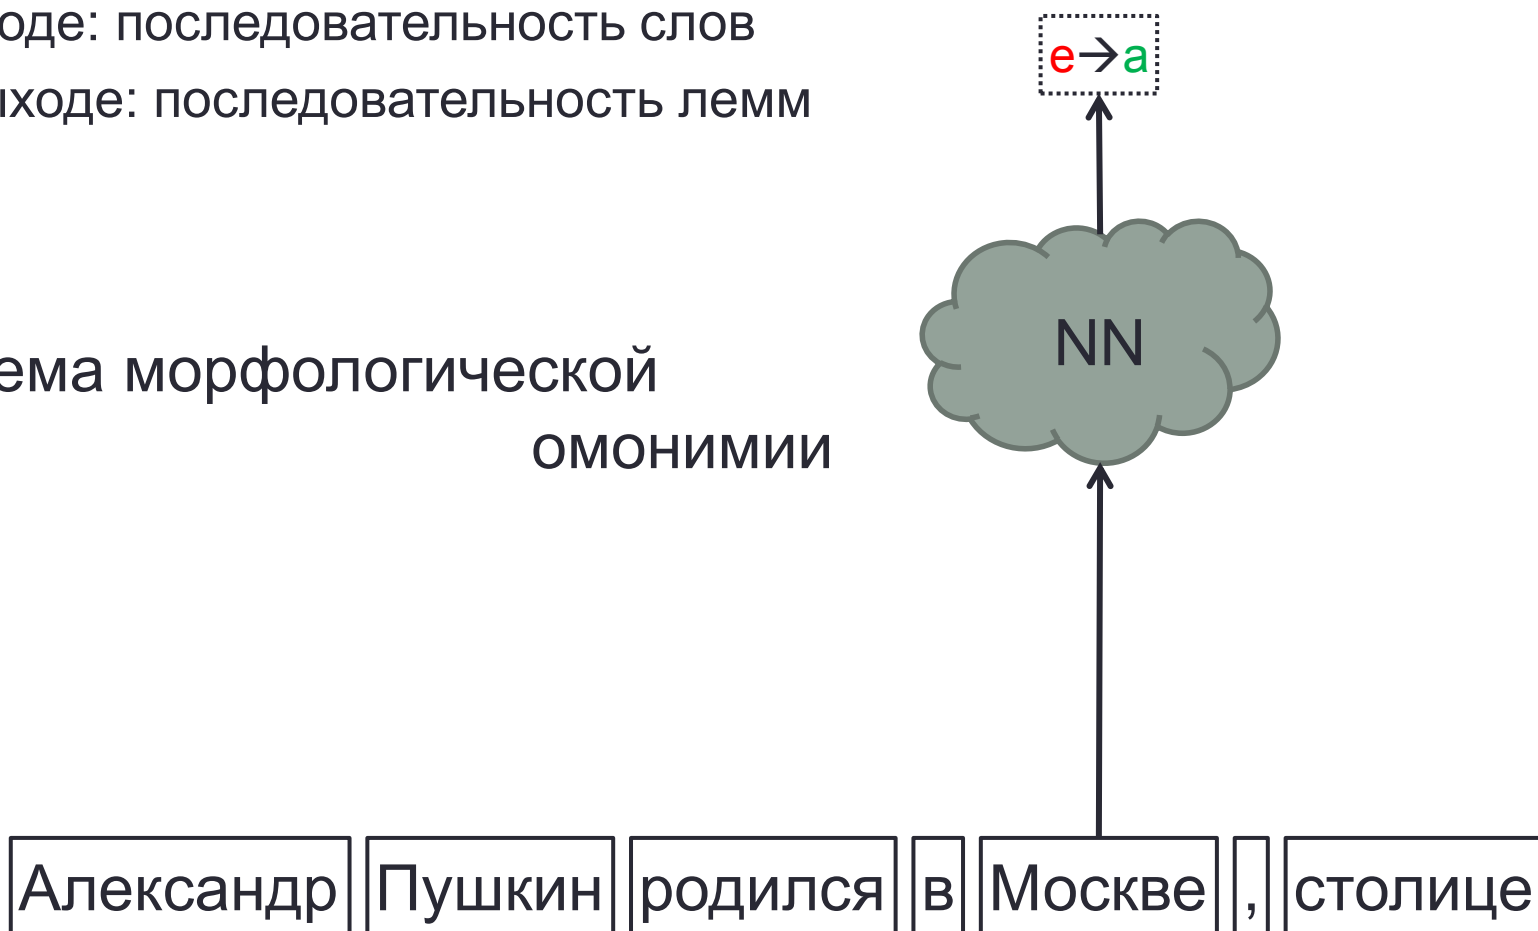 оде: последовательность слов
ыходе: последовательность лемм
е→а
NN
ема морфологической
омонимии
Александр Пушкин родился в Москве , столице